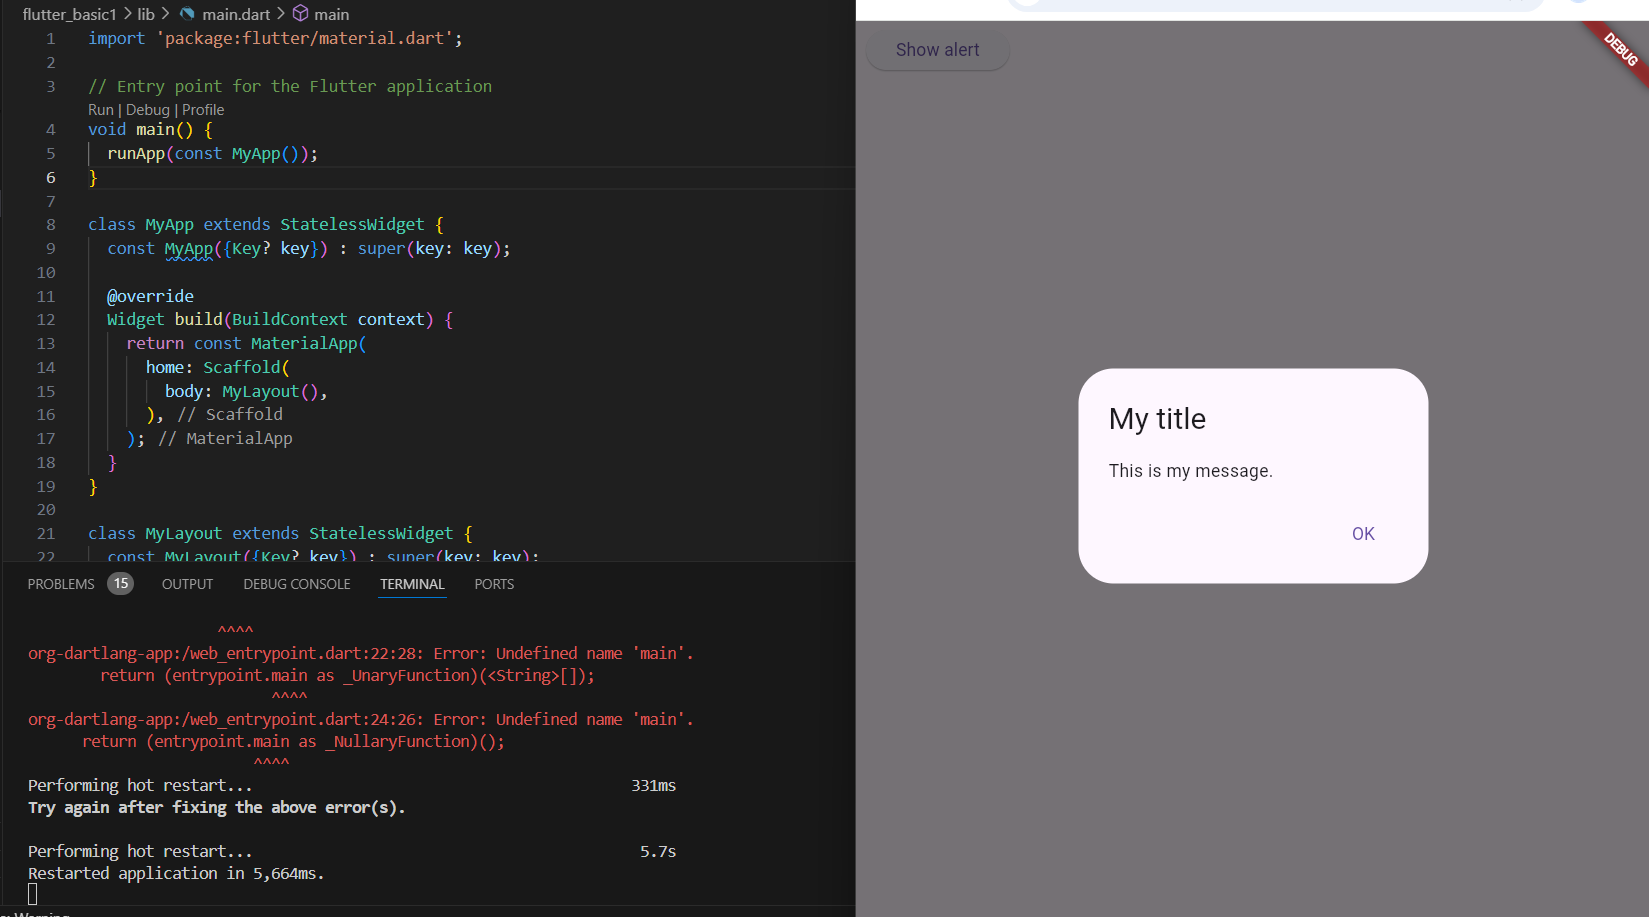 flutter_basic1 > lib > main.dart > main
1 import 'package:flutter/material.dart';
2
3 // Entry point for the Flutter application
Run | Debug | Profile
4 void main() {
5 runApp(const MyApp());
6 }
7
8 class MyApp extends StatelessWidget {
9 const MyApp({Key? key}) : super(key: key);
10
11 @override
12 Widget build(BuildContext context) {
13 return const MaterialApp(
14 home: Scaffold(
15 body: MyLayout(),
16 ), // Scaffold
17 ); // MaterialApp
18 }
19 }
20
21 class MyLayout extends StatelessWidget {
22 const MyLayout({Key? key}) : super(key: key);
PROBLEMS 15 OUTPUT DEBUG CONSOLE TERMINAL PORTS
^^^^
org-dartlang-app:/web_entrypoint.dart:22:28: Error: Undefined name 'main'.
return (entrypoint.main as _UnaryFunction)(<String>[]);
^^^^
org-dartlang-app:/web_entrypoint.dart:24:26: Error: Undefined name 'main'.
return (entrypoint.main as _NullaryFunction)();
^^^^
Performing hot restart... 331ms
Try again after fixing the above error(s).
Performing hot restart... 5.7s
Restarted application in 5,664ms.
Show alert
DEBUG
My title
This is my message.
OK